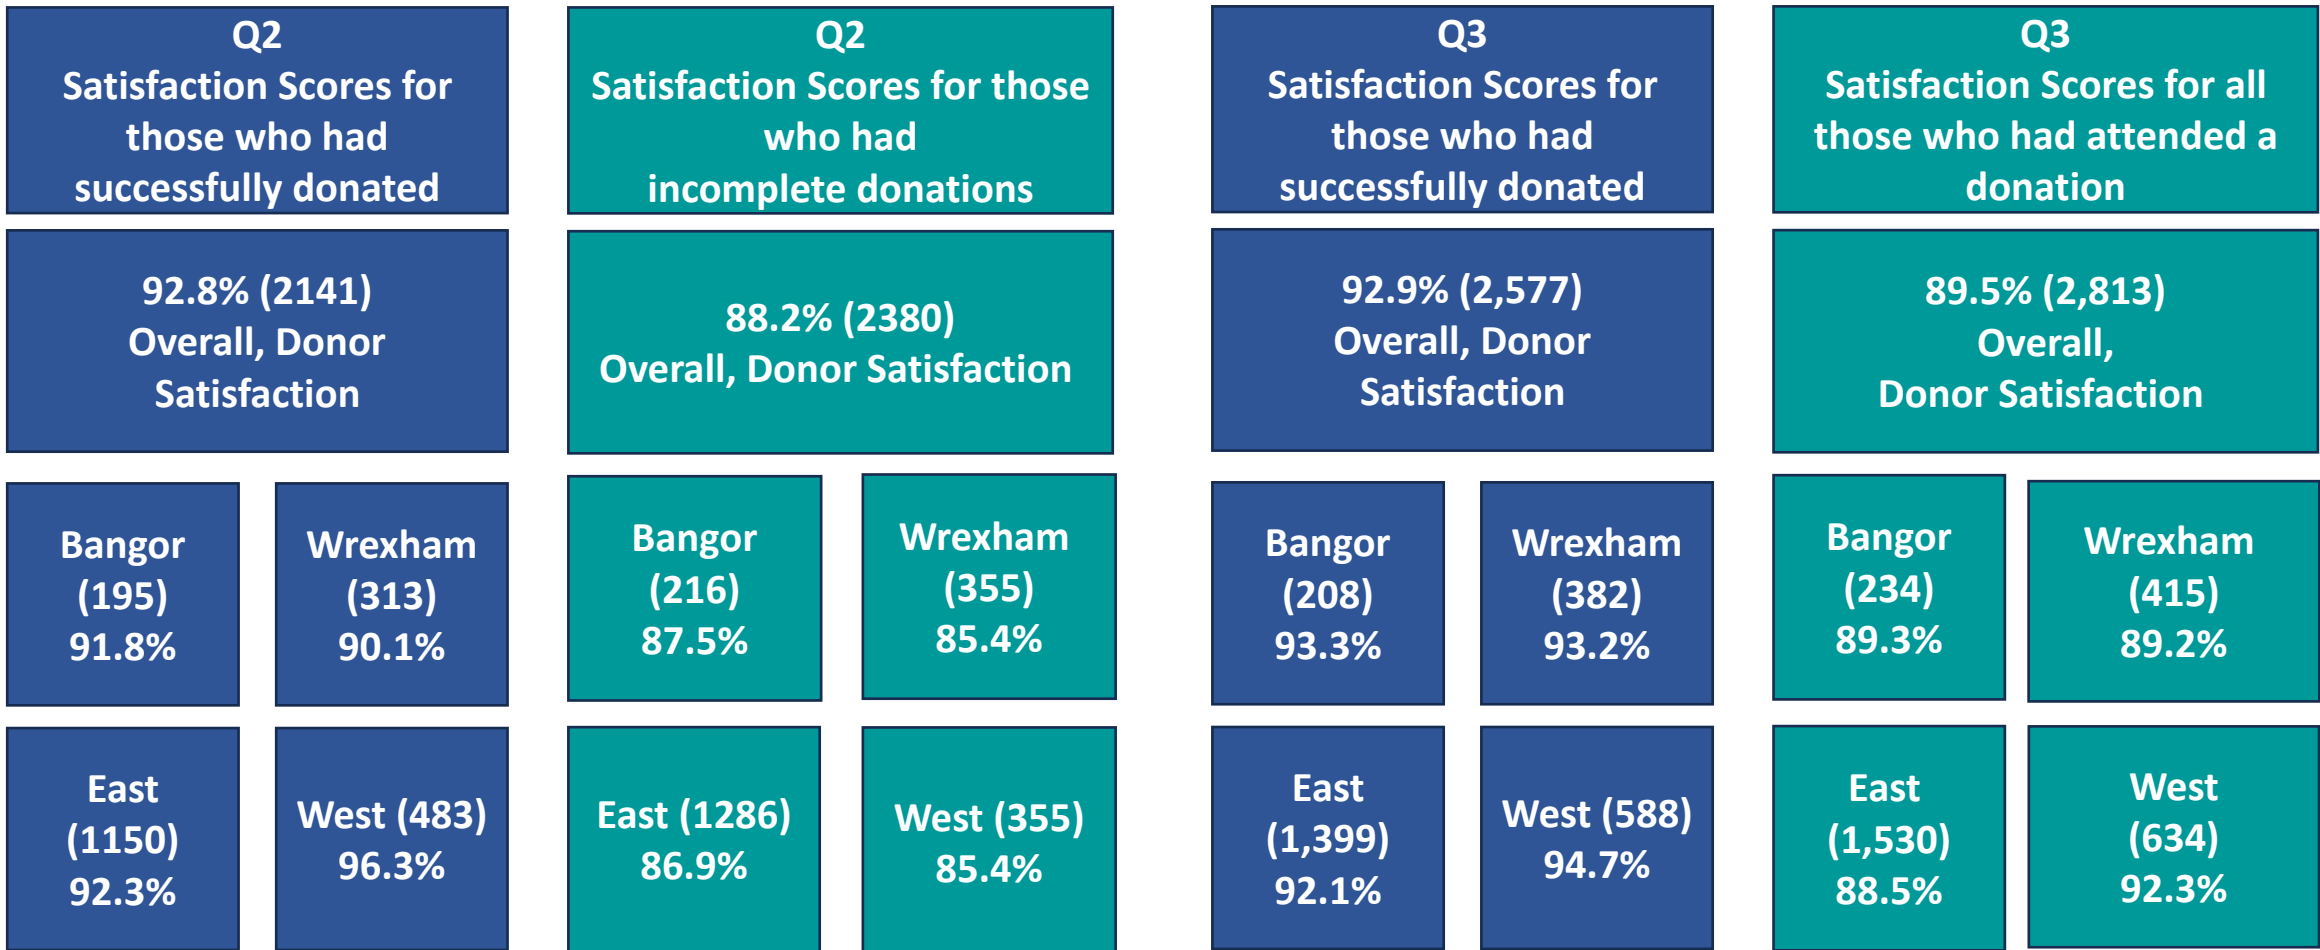 Q2
Satisfaction Scores for
those who had
successfully donated
92.8% (2141)
Overall, Donor
Satisfaction
Bangor
(195)
91.8%
Wrexham
(313)
90.1%
East
(1150)
92.3%
West (483)
96.3%
Q2
Satisfaction Scores for those
who had
incomplete donations
88.2% (2380)
Overall, Donor Satisfaction
Bangor
(216)
87.5%
Wrexham
(355)
85.4%
East (1286)
86.9%
West (355)
85.4%
Q3
Satisfaction Scores for
those who had
successfully donated
92.9% (2,577)
Overall, Donor
Satisfaction
Bangor
(208)
93.3%
Wrexham
(382)
93.2%
East
(1,399)
92.1%
West (588)
94.7%
Q3
Satisfaction Scores for all
those who had attended a
donation
89.5% (2,813)
Overall,
Donor Satisfaction
Bangor
(234)
89.3%
Wrexham
(415)
89.2%
East
(1,530)
88.5%
West
(634)
92.3%